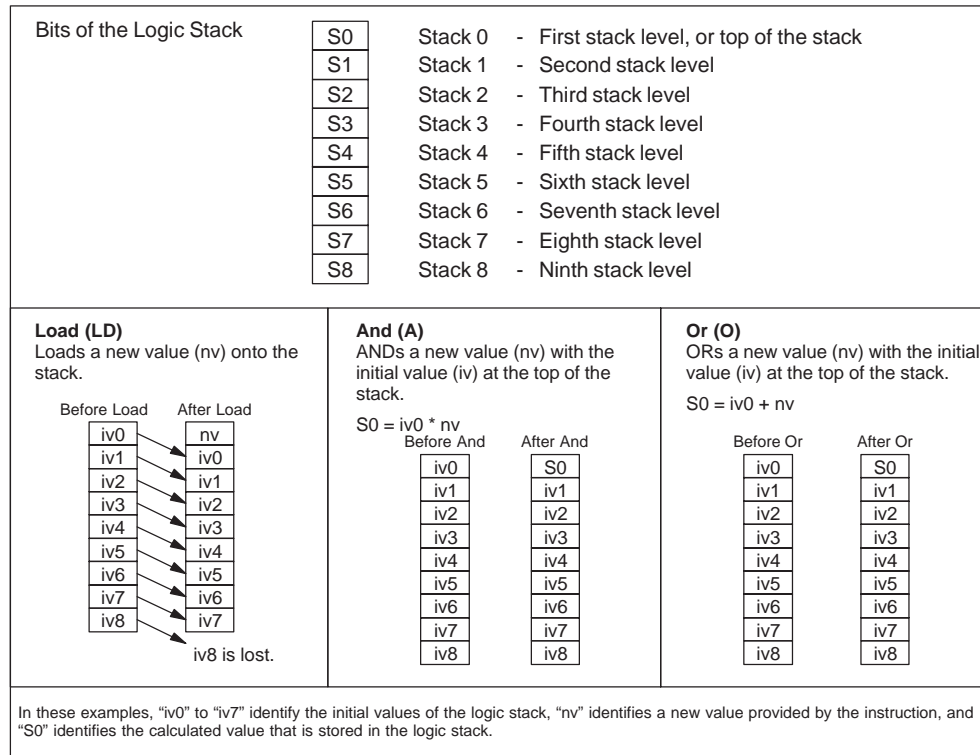 Bits of the Logic Stack
S0 Stack 0 - First stack level, or top of the stack
S1 Stack 1 - Second stack level
S2 Stack 2 - Third stack level
S3 Stack 3 - Fourth stack level
S4 Stack 4 - Fifth stack level
S5 Stack 5 - Sixth stack level
S6 Stack 6 - Seventh stack level
S7 Stack 7 - Eighth stack level
S8 Stack 8 - Ninth stack level
Load (LD)
Loads a new value (nv) onto the
stack.
Before Load After Load
iv0 nv
iv1 iv0
iv2 iv1
iv3 iv2
iv4 iv3
iv5 iv4
iv6 iv5
iv7 iv6
iv8 iv7
iv8 is lost.
And (A)
ANDs a new value (nv) with the
initial value (iv) at the top of the
stack.
S0 = iv0 * nv
Before And After And
iv0 S0
iv1 iv1
iv2 iv2
iv3 iv3
iv4 iv4
iv5 iv5
iv6 iv6
iv7 iv7
iv8 iv8
Or (O)
ORs a new value (nv) with the initial
value (iv) at the top of the stack.
S0 = iv0 + nv
Before Or After Or
iv0 S0
iv1 iv1
iv2 iv2
iv3 iv3
iv4 iv4
iv5 iv5
iv6 iv6
iv7 iv7
iv8 iv8
In these examples, “iv0” to “iv7” identify the initial values of the logic stack, “nv” identifies a new value provided by the instruction, and
“S0” identifies the calculated value that is stored in the logic stack.